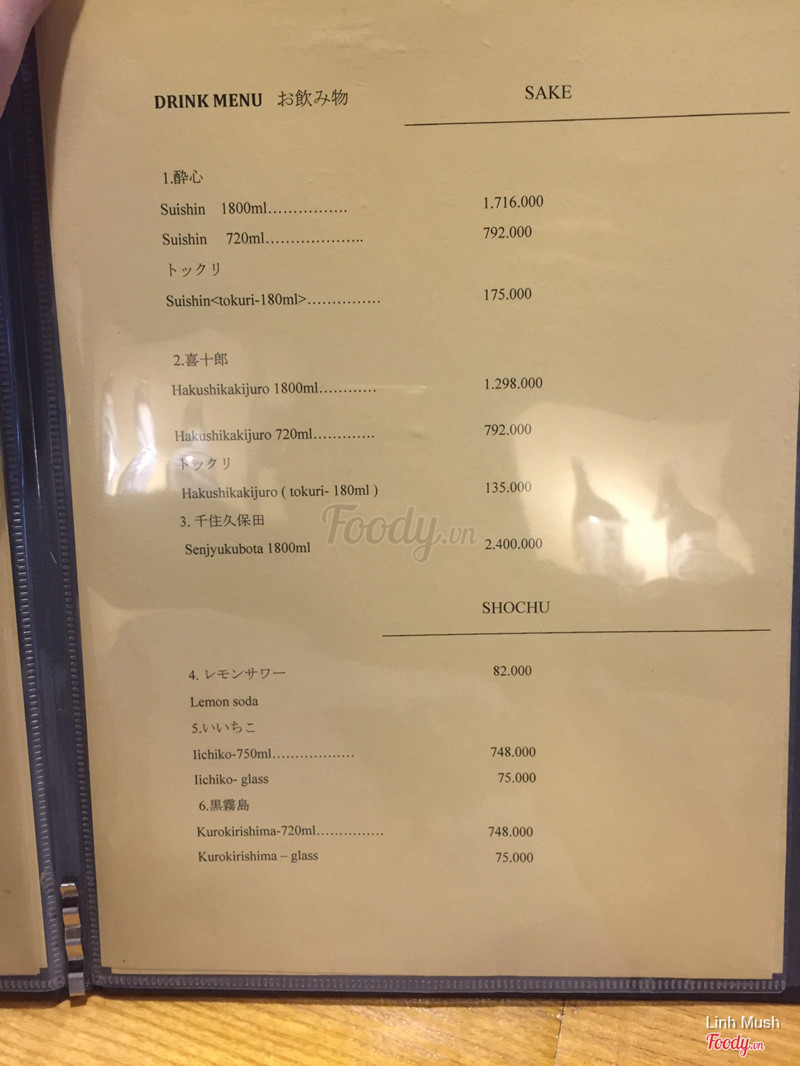 DRINK MENU お飲み物 SAKE
1.酔心
Suishin 1800ml................ 1.716.000
Suishin 720ml.................... 792.000
トックリ
Suishin<tokuri-180ml>............... 175.000
2.喜十郎
Hakushikakijuro 1800ml............ 1.298.000
Hakushikakijuro 720ml............. 792.000
トックリ
Hakushikakijuro ( tokuri- 180ml ) 135.000
3. 千住久保田
Senjyukubota 1800ml 2.400.000
Foody.vn
SHOCHU
4. レモンサワー 82.000
Lemon soda
5.いいちこ
Iichiko-750ml.................. 748.000
Iichiko- glass 75.000
6.黒霧島
Kurokirishima-720ml............... 748.000
Kurokirishima – glass 75.000
Linh Mush
Foody.vn